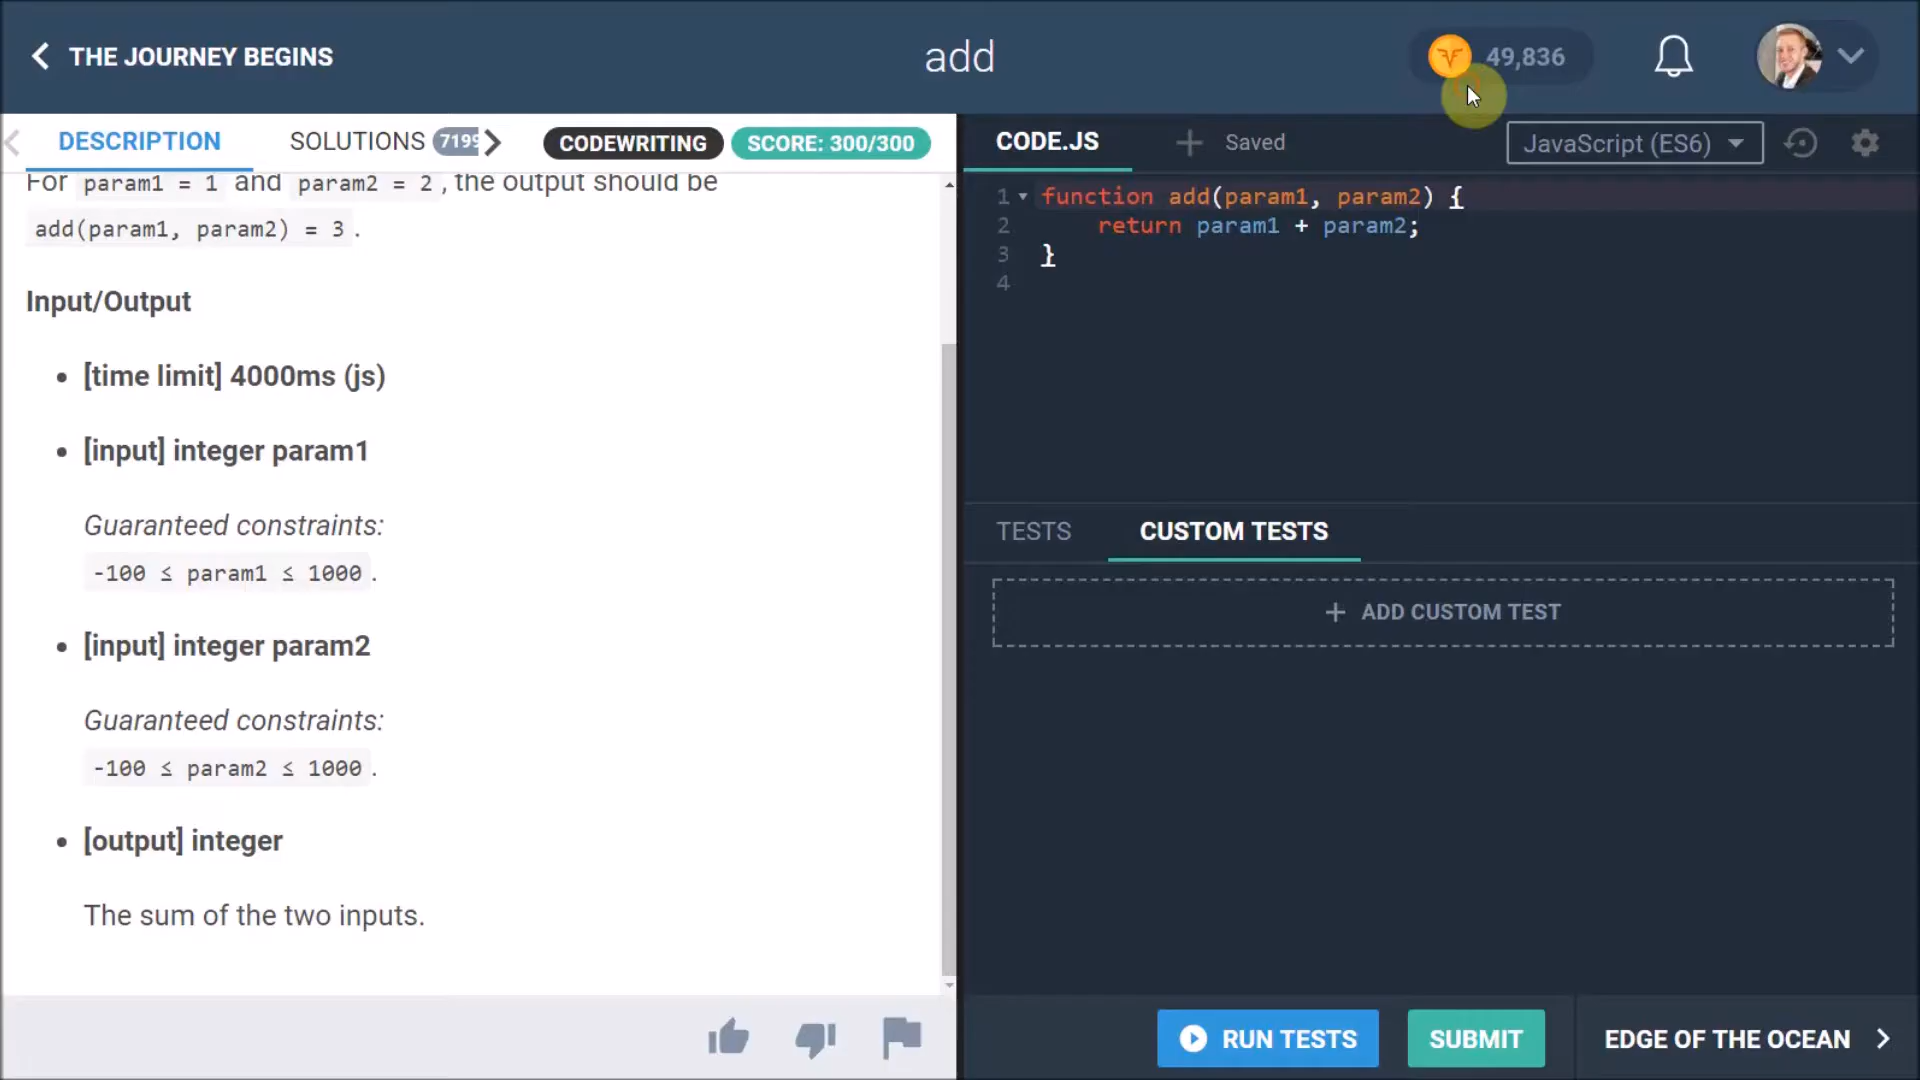 THE JOURNEY BEGINS
add
49,836
DESCRIPTION
SOLUTIONS 7199
CODEWRITING
SCORE: 300/300
For param1 = 1 and param2 = 2, the output should be
add(param1, param2) = 3.
Input/Output
• [time limit] 4000ms (js)
• [input] integer param1
Guaranteed constraints:
-100 ≤ param1 ≤ 1000.
• [input] integer param2
Guaranteed constraints:
-100 ≤ param2 ≤ 1000.
• [output] integer
The sum of the two inputs.
CODE.JS
Saved
JavaScript (ES6)
1 function add(param1, param2) {
2 return param1 + param2;
3 }
4
TESTS
CUSTOM TESTS
+ ADD CUSTOM TEST
RUN TESTS
SUBMIT
EDGE OF THE OCEAN